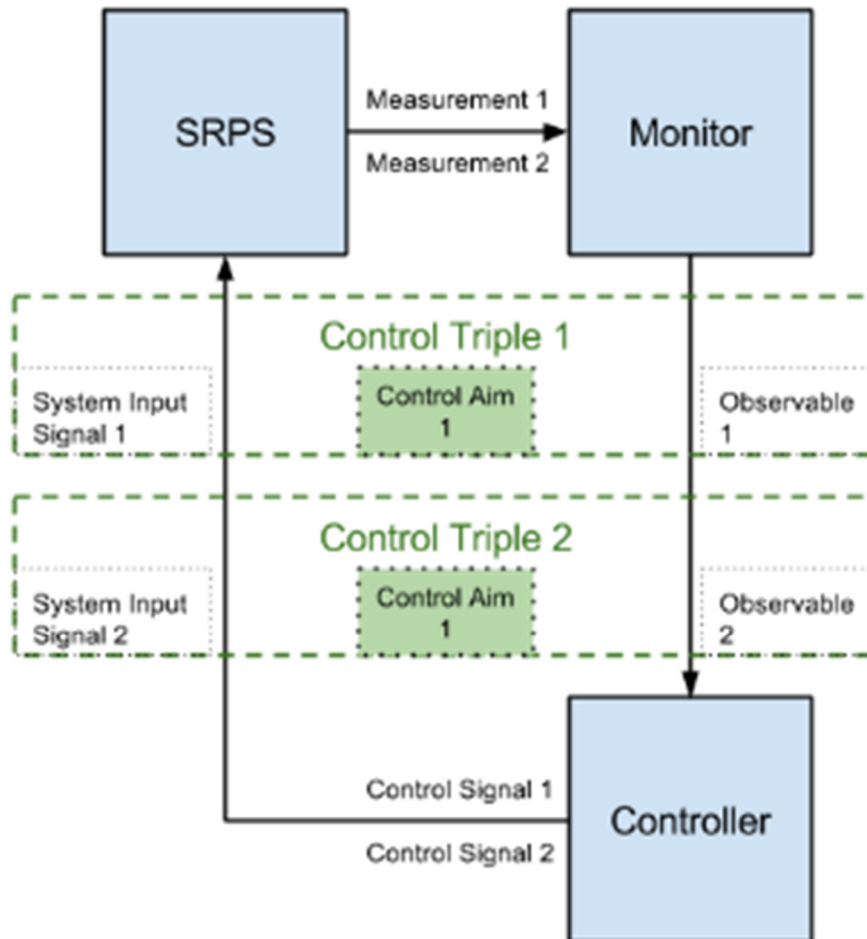 SRPS
Measurement 1
Measurement 2
Monitor
Control Triple 1
System Input
Signal 1
Control Aim
1
Observable
1
Control Triple 2
System Input
Signal 2
Control Aim
1
Observable
2
Control Signal 1
Control Signal 2
Controller